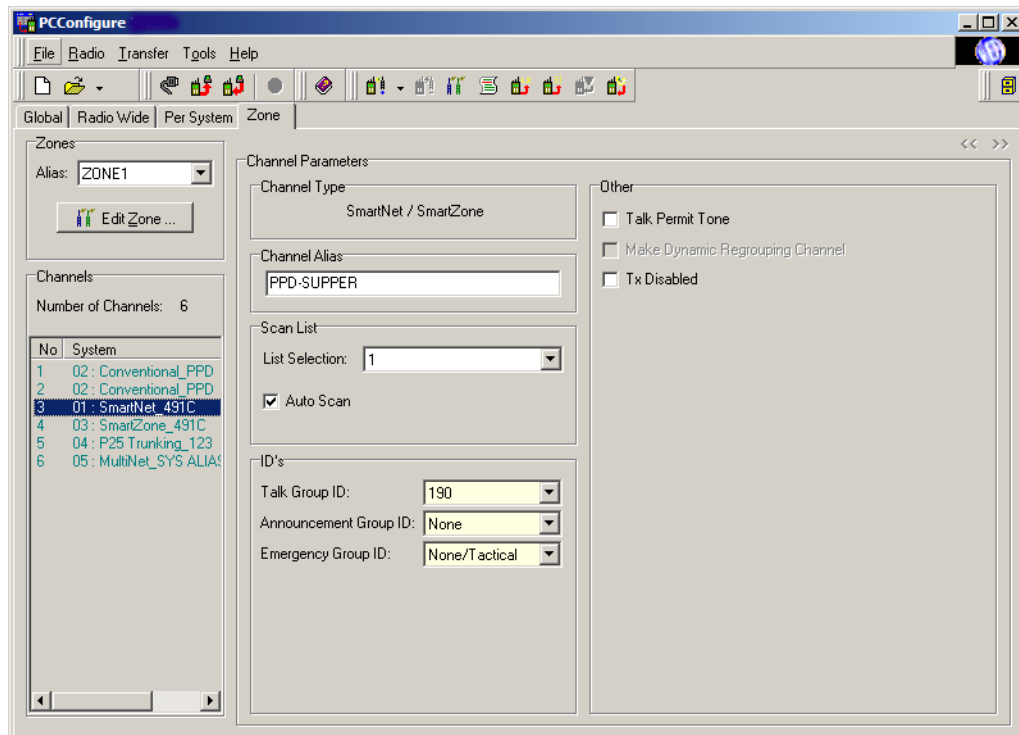 PCConfigure
File Radio Transfer Tools Help
Global Radio Wide Per System Zone
<< >>
Zones
Alias: ZONE1
Edit Zone ...
Channels
Number of Channels: 6
No System
1 02 : Conventional_PPD
2 02 : Conventional_PPD
3 01 : SmartNet_491C
4 03 : SmartZone_491C
5 04 : P25 Trunking_123
6 05 : MultiNet_SYS ALIAS
Channel Parameters
Channel Type
SmartNet / SmartZone
Channel Alias
PPD-SUPPER
Scan List
List Selection: 1
Auto Scan
ID's
Talk Group ID: 190
Announcement Group ID: None
Emergency Group ID: None/Tactical
Other
Talk Permit Tone
Make Dynamic Regrouping Channel
Tx Disabled